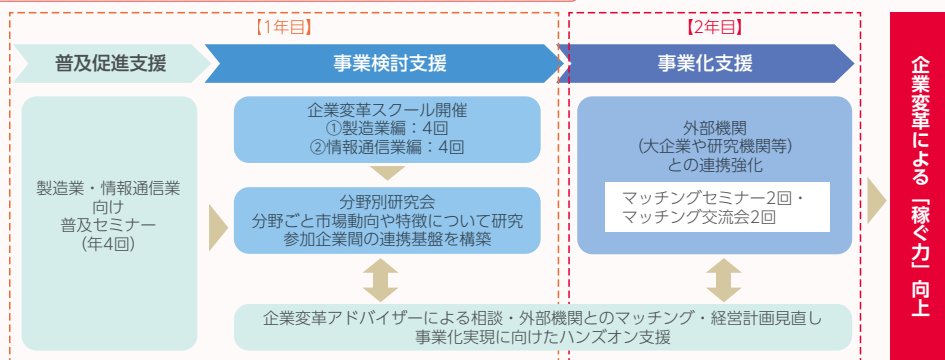 【1年目】
【2年目】
普及促進支援
事業検討支援
事業化支援
製造業・情報通信業
向け
普及セミナー
(年4回)
企業変革スクール開催
①製造業編：4回
②情報通信業編：4回
分野別研究会
分野ごと市場動向や特徴について研究
参加企業間の連携基盤を構築
外部機関
（大企業や研究機関等）
との連携強化
マッチングセミナー2回・
マッチング交流会2回
企業変革アドバイザーによる相談・外部機関とのマッチング・経営計画見直し
事業化実現に向けたハンズオン支援
企業変革による「稼ぐ力」向上